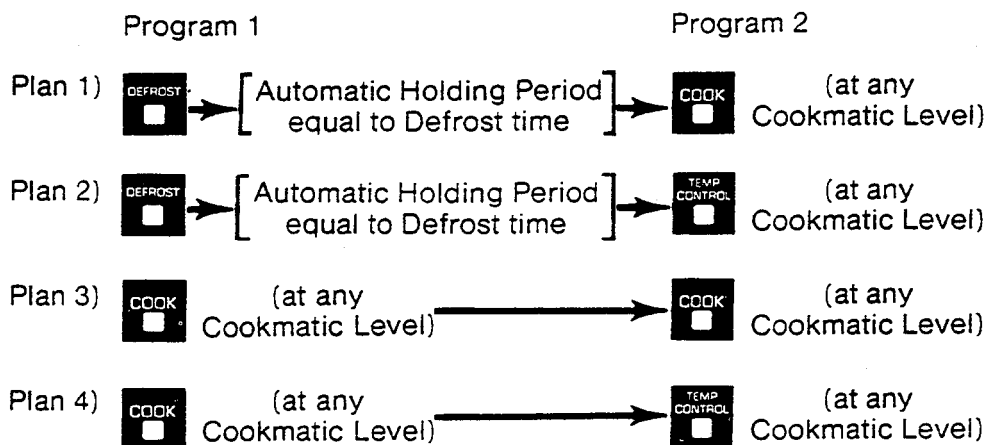 Program 1 Program 2
Plan 1) DEFROST [Automatic Holding Period COOK (at any
equal to Defrost time] Cookmatic Level)
Plan 2) DEFROST [Automatic Holding Period TEMP (at any
equal to Defrost time] CONTROL Cookmatic Level)
Plan 3) COOK (at any COOK (at any
Cookmatic Level) Cookmatic Level)
Plan 4) COOK (at any TEMP (at any
Cookmatic Level) CONTROL Cookmatic Level)